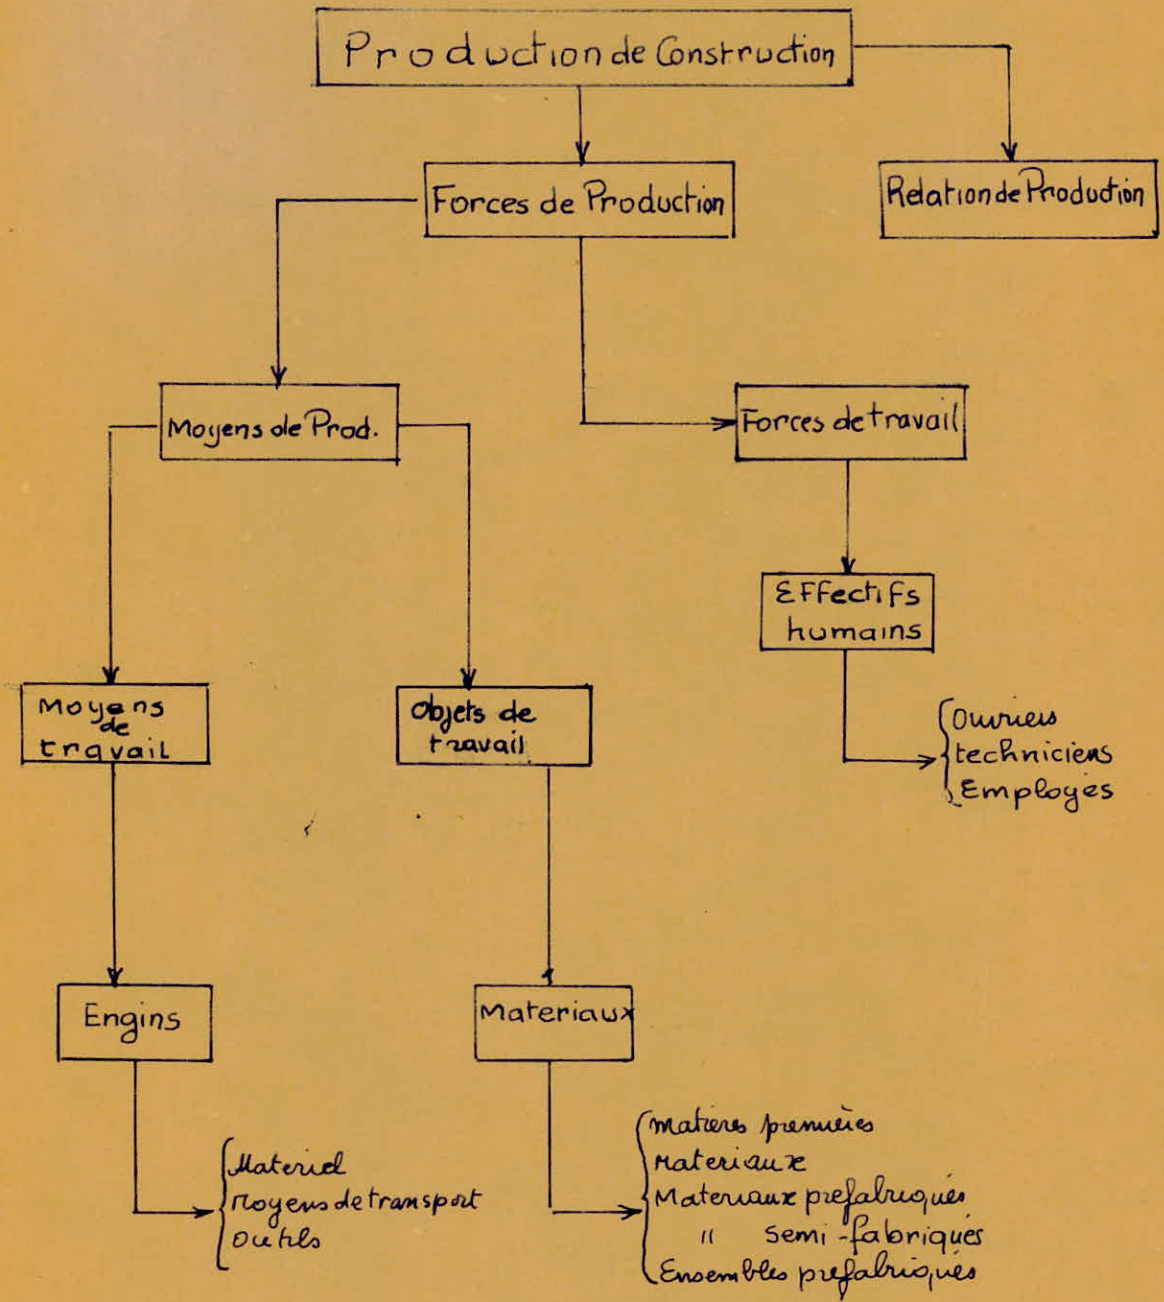 Production de Construction
Forces de Production
Relation de Production
Moyens de Prod.
Forces de travail
Effectifs
humains
Moyens
de
travail
Objets de
travail
Ouvriers
techniciens
Employés
Engins
Materiaux
Materiel
Moyens de transport
Outils
Matieres premières
Materiaux
Materiaux prefabriqués
" Semi-fabriqués
Ensembles prefabriqués